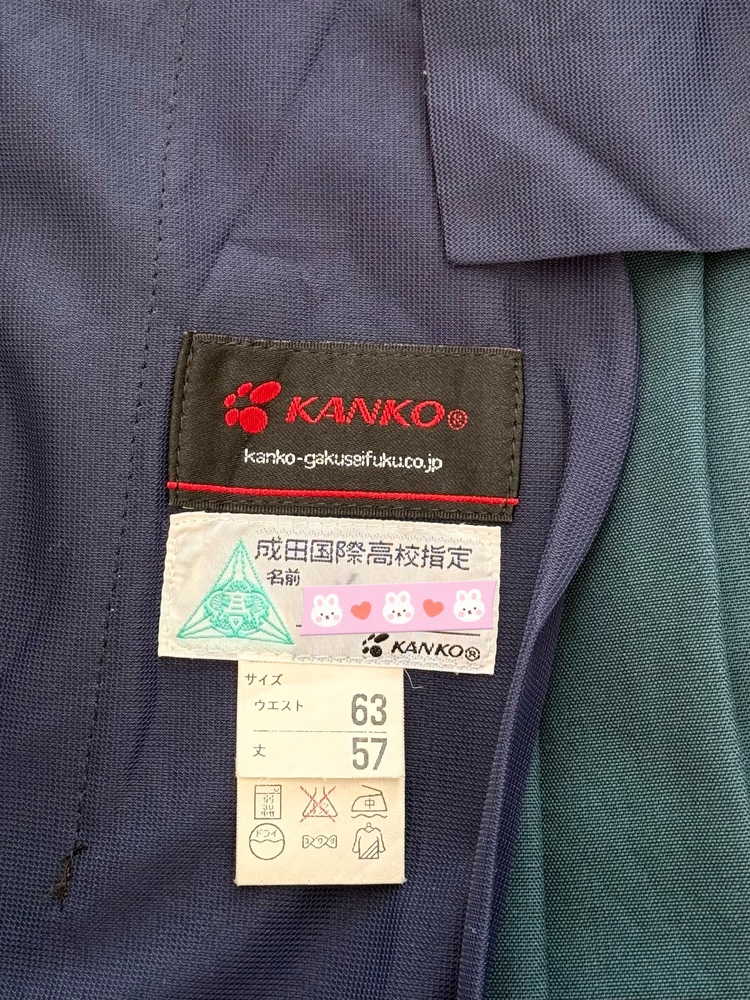 KANKO®
kanko-gakuseifuku.co.jp
成田国際高校指定
名前
KANKO®
サイズ
ウエスト 63
丈 57
中
ドライ